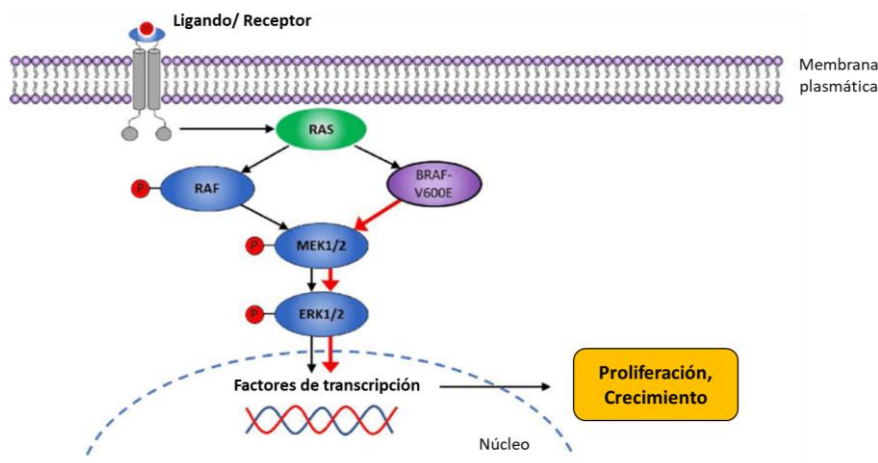 Ligando/ Receptor
Membrana
plasmática
RAS
P
RAF
BRAF-
V600E
P
MEK1/2
P
ERK1/2
Factores de transcripción
Proliferación,
Crecimiento
Núcleo